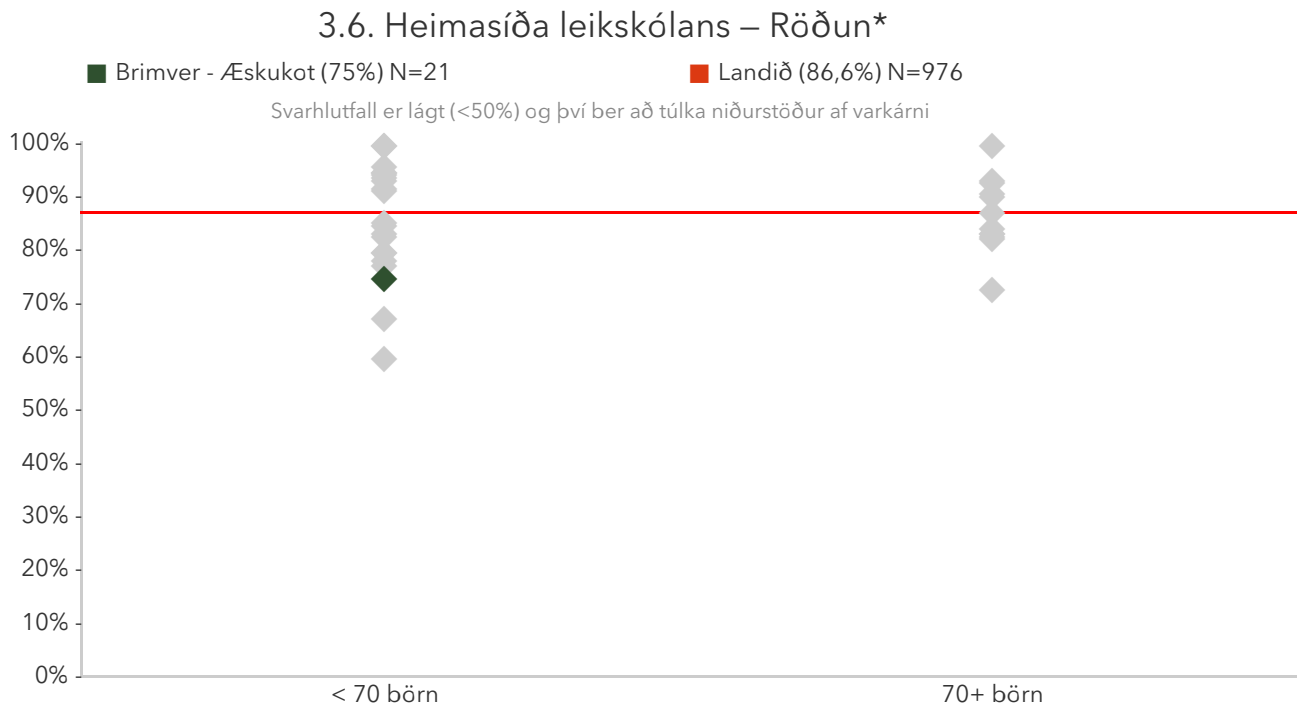 3.6. Heimasíða leikskólans – Röðun*
Brimver - Æskukot (75%) N=21
Landið (86,6%) N=976
Svarhlutfall er lágt (<50%) og því ber að túlka niðurstöður af varkárni
100%
90%
80%
70%
60%
50%
40%
30%
20%
10%
0%
< 70 börn
70+ börn